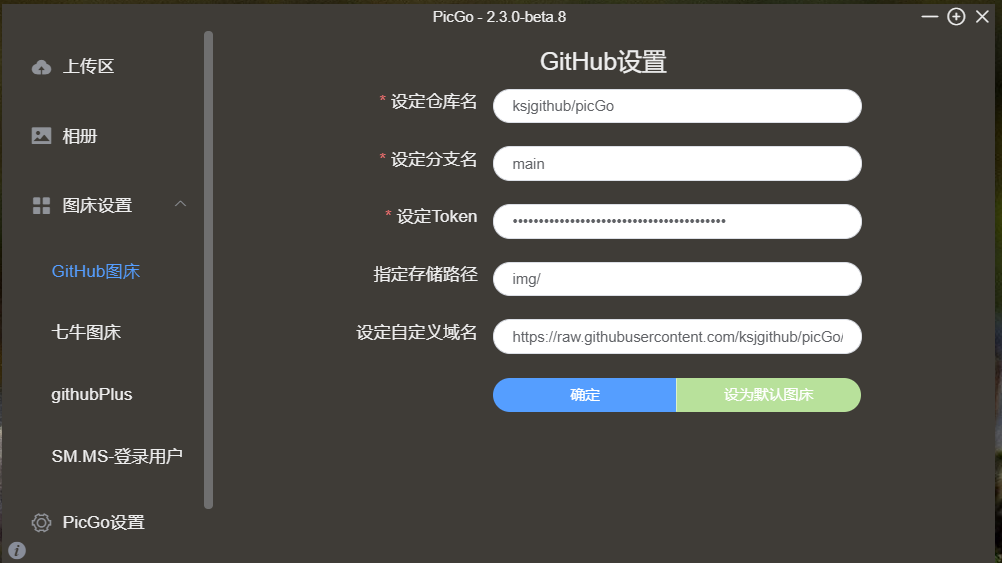 PicGo - 2.3.0-beta.8
上传区
相册
图床设置
GitHub图床
七牛图床
githubPlus
SM.MS-登录用户
PicGo设置
GitHub设置
* 设定仓库名
ksjgithub/picGo
* 设定分支名
main
* 设定Token
指定存储路径
img/
设定自定义域名
https://raw.githubusercontent.com/ksjgithub/picGo/
确定
设为默认图床